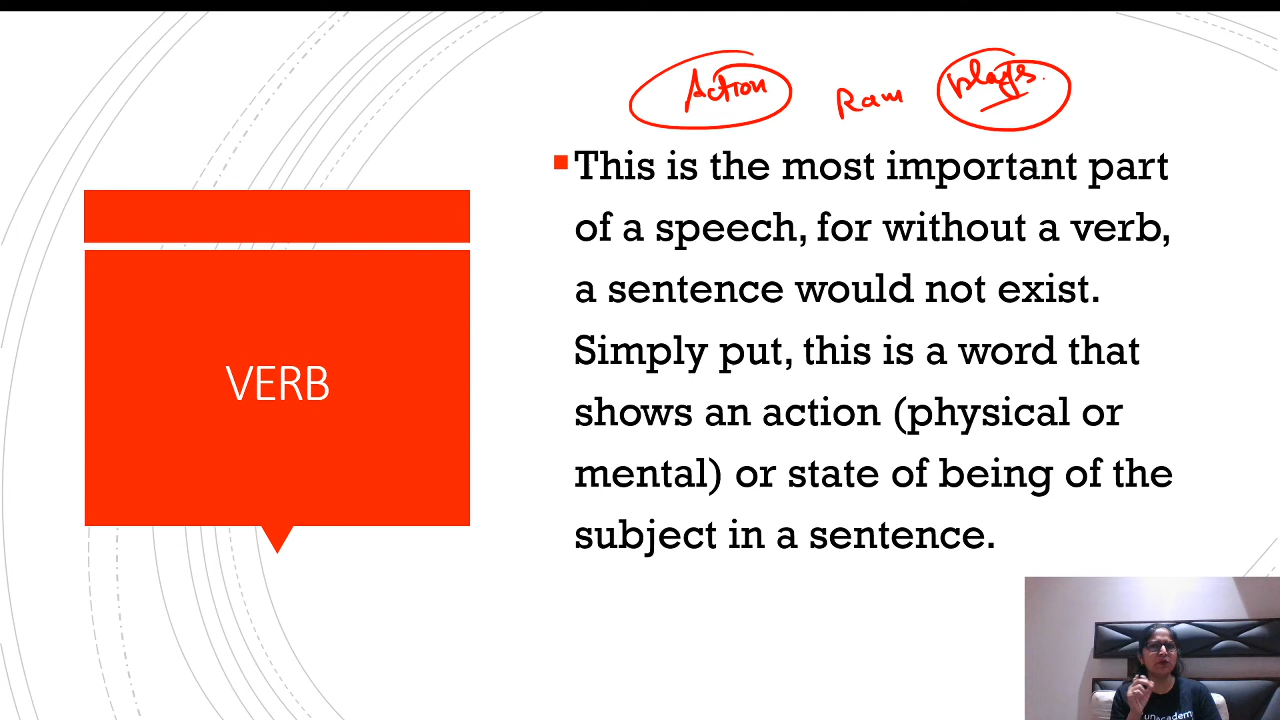 Action Ram plays.
This is the most important part
of a speech, for without a verb,
a sentence would not exist.
Simply put, this is a word that
shows an action (physical or
mental) or state of being of the
subject in a sentence.
VERB
unacademy